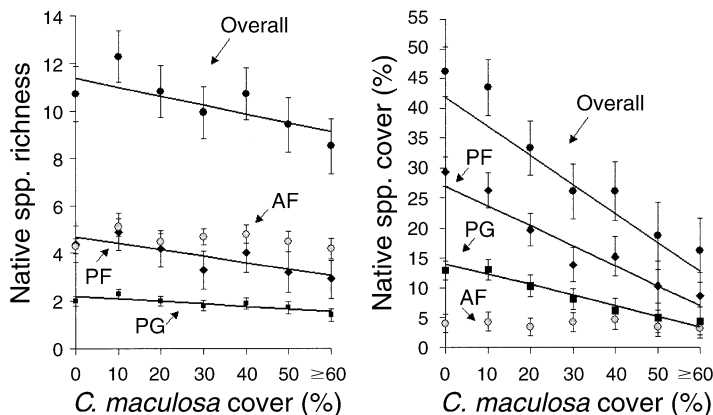 Native spp. richness
14
12
10
8
6
4
2
0
Overall
AF
PF
PG
0 10 20 30 40 50 ≥60
C. maculosa cover (%)
Native spp. cover (%)
55
50
45
40
35
30
25
20
15
10
5
0
Overall
PF
PG
AF
0 10 20 30 40 50 ≥60
C. maculosa cover (%)